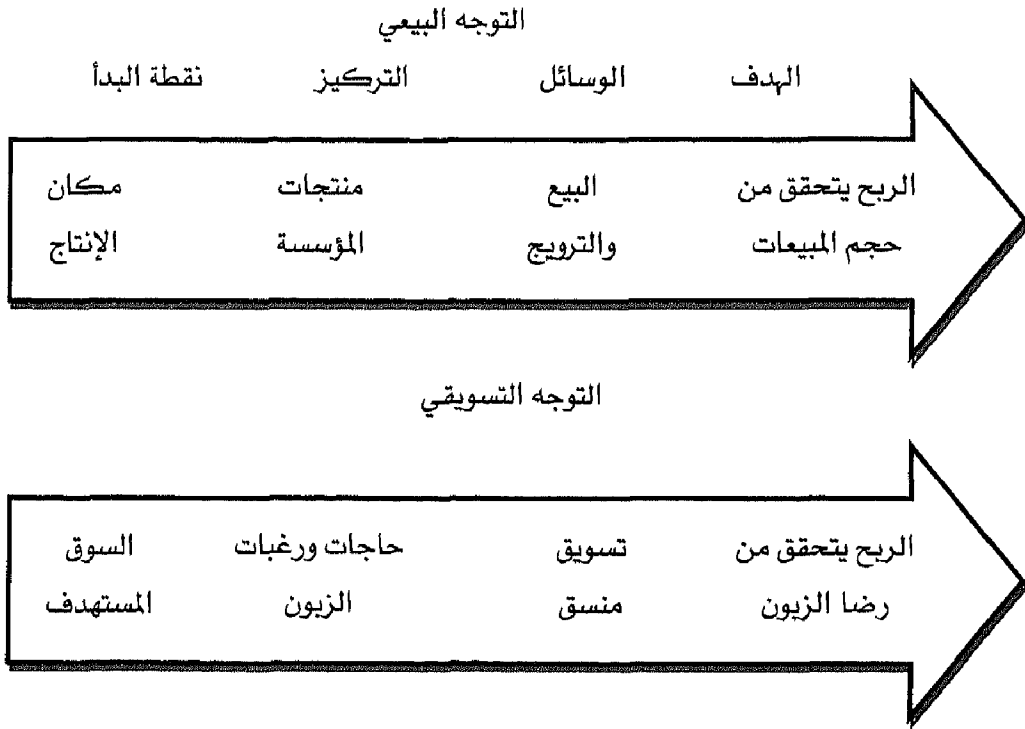 التوجه البيعي
نقطة البدأ التركيز الوسائل الهدف
مكان منتجات البيع الربح يتحقق من
الإنتاج المؤسسة والترويج حجم المبيعات
التوجه التسويقي
السوق حاجات ورغبات تسويق الربح يتحقق من
المستهدف الزبون منسق رضا الزبون